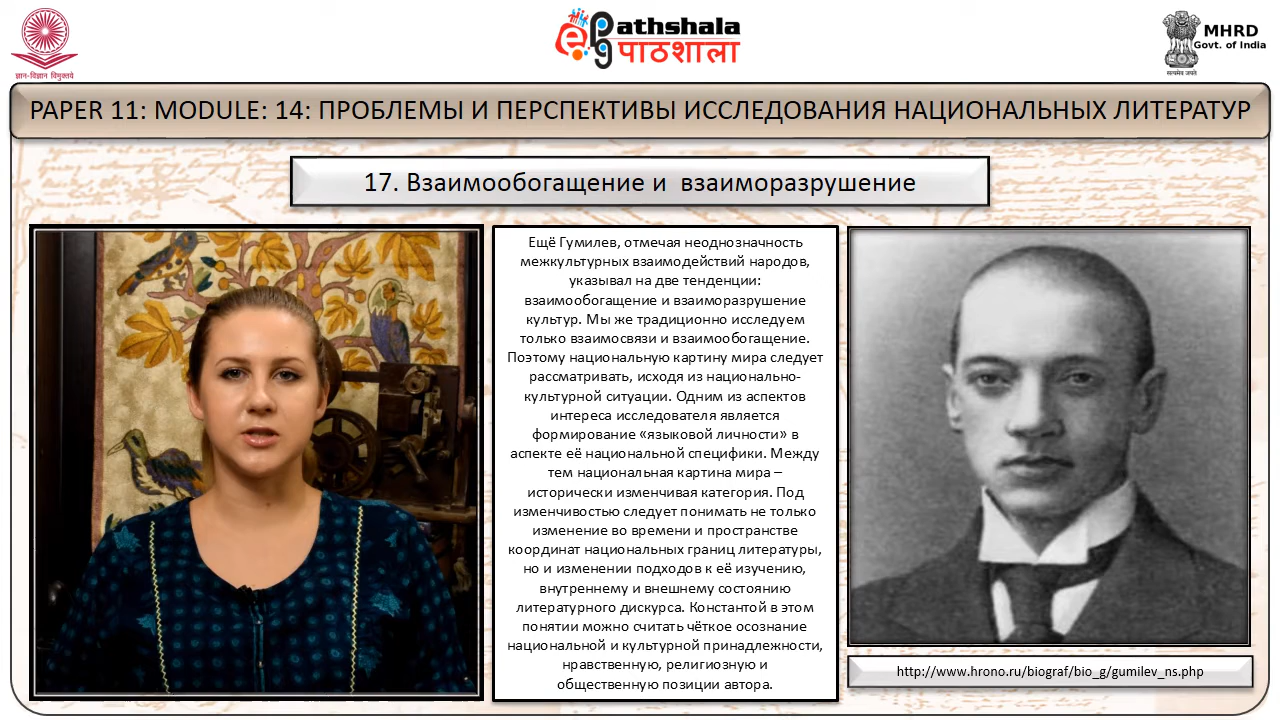 ज्ञान-विज्ञान विमुक्तये
ePg Pathshala
पाठशाला
MHRD
Govt. of India
सत्यमेव जयते
PAPER 11: MODULE: 14: ПРОБЛЕМЫ И ПЕРСПЕКТИВЫ ИССЛЕДОВАНИЯ НАЦИОНАЛЬНЫХ ЛИТЕРАТУР
17. Взаимообогащение и взаиморазрушение
Ещё Гумилев, отмечая неоднозначность
межкультурных взаимодействий народов,
указывал на две тенденции:
взаимообогащение и взаиморазрушение
культур. Мы же традиционно исследуем
только взаимосвязи и взаимообогащение.
Поэтому национальную картину мира следует
рассматривать, исходя из национально-
культурной ситуации. Одним из аспектов
интереса исследователя является
формирование «языковой личности» в
аспекте её национальной специфики. Между
тем национальная картина мира –
исторически изменчивая категория. Под
изменчивостью следует понимать не только
изменение во времени и пространстве
координат национальных границ литературы,
но и изменении подходов к её изучению,
внутреннему и внешнему состоянию
литературного дискурса. Константой в этом
понятии можно считать чёткое осознание
национальной и культурной принадлежности,
нравственную, религиозную и
общественную позиции автора.
http://www.hrono.ru/biograf/bio_g/gumilev_ns.php